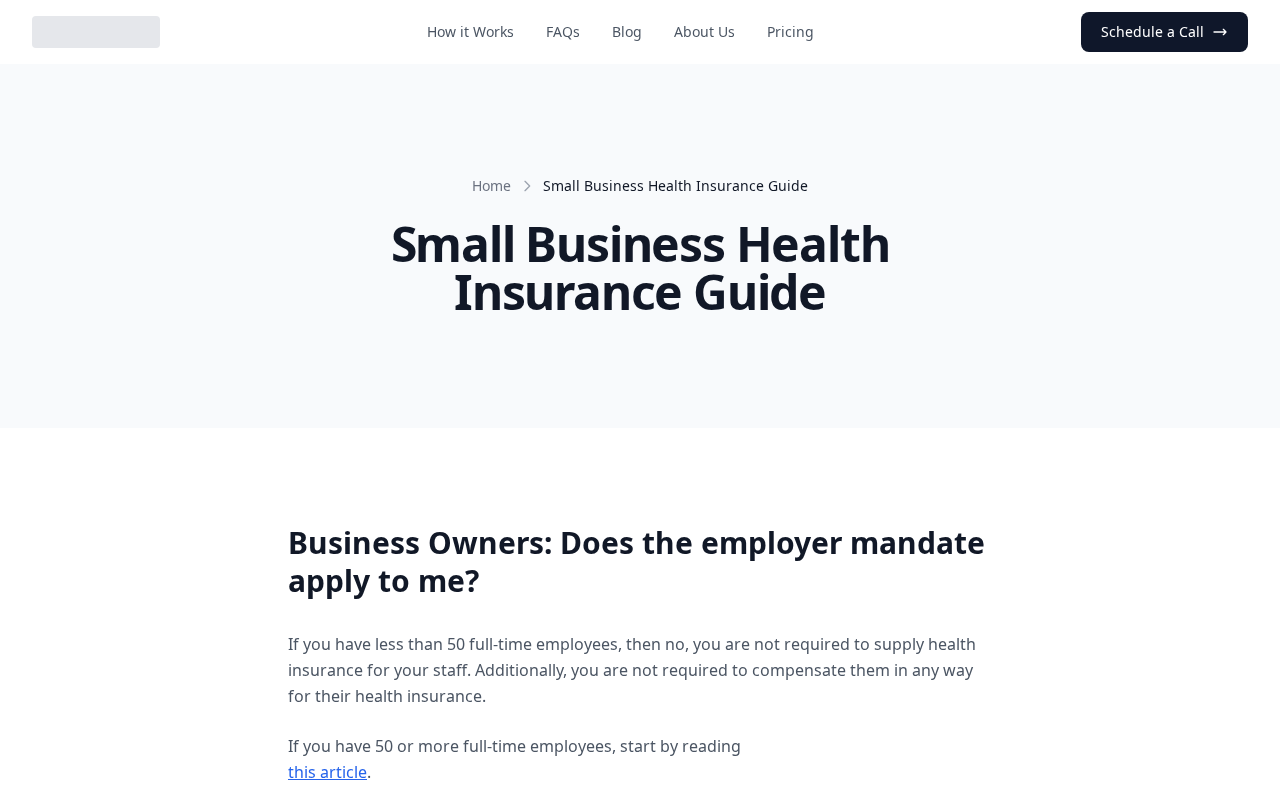 How it Works FAQs Blog About Us Pricing Schedule a Call
Home Small Business Health Insurance Guide
Small Business Health
Insurance Guide
Business Owners: Does the employer mandate
apply to me?
If you have less than 50 full-time employees, then no, you are not required to supply health
insurance for your staff. Additionally, you are not required to compensate them in any way
for their health insurance.
If you have 50 or more full-time employees, start by reading
this article.